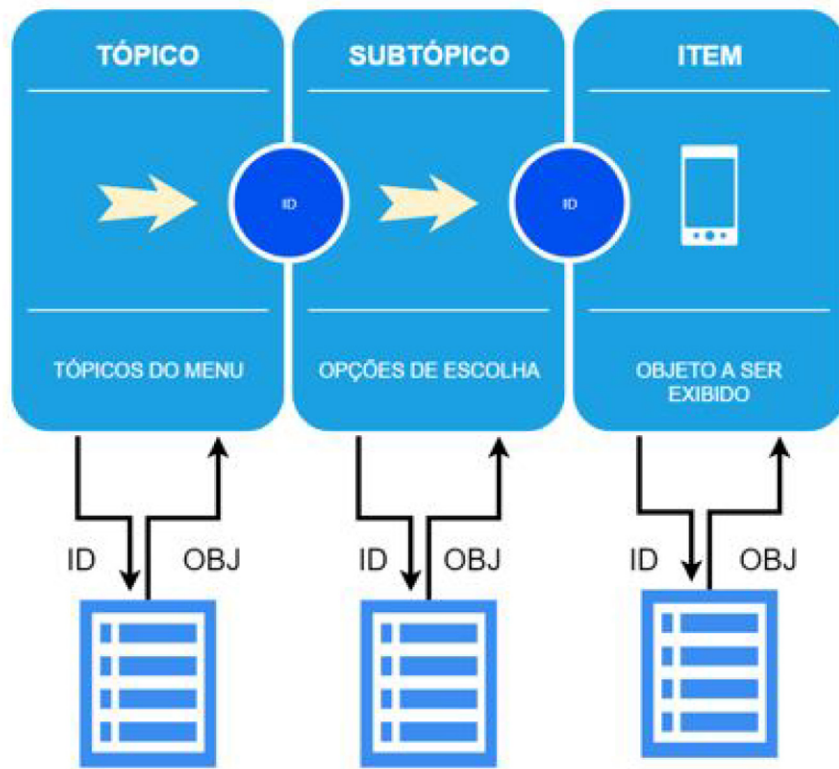 TÓPICO
SUBTÓPICO
ITEM
ID
ID
TÓPICOS DO MENU
OPÇÕES DE ESCOLHA
OBJETO A SER
EXIBIDO
ID
OBJ
ID
OBJ
ID
OBJ